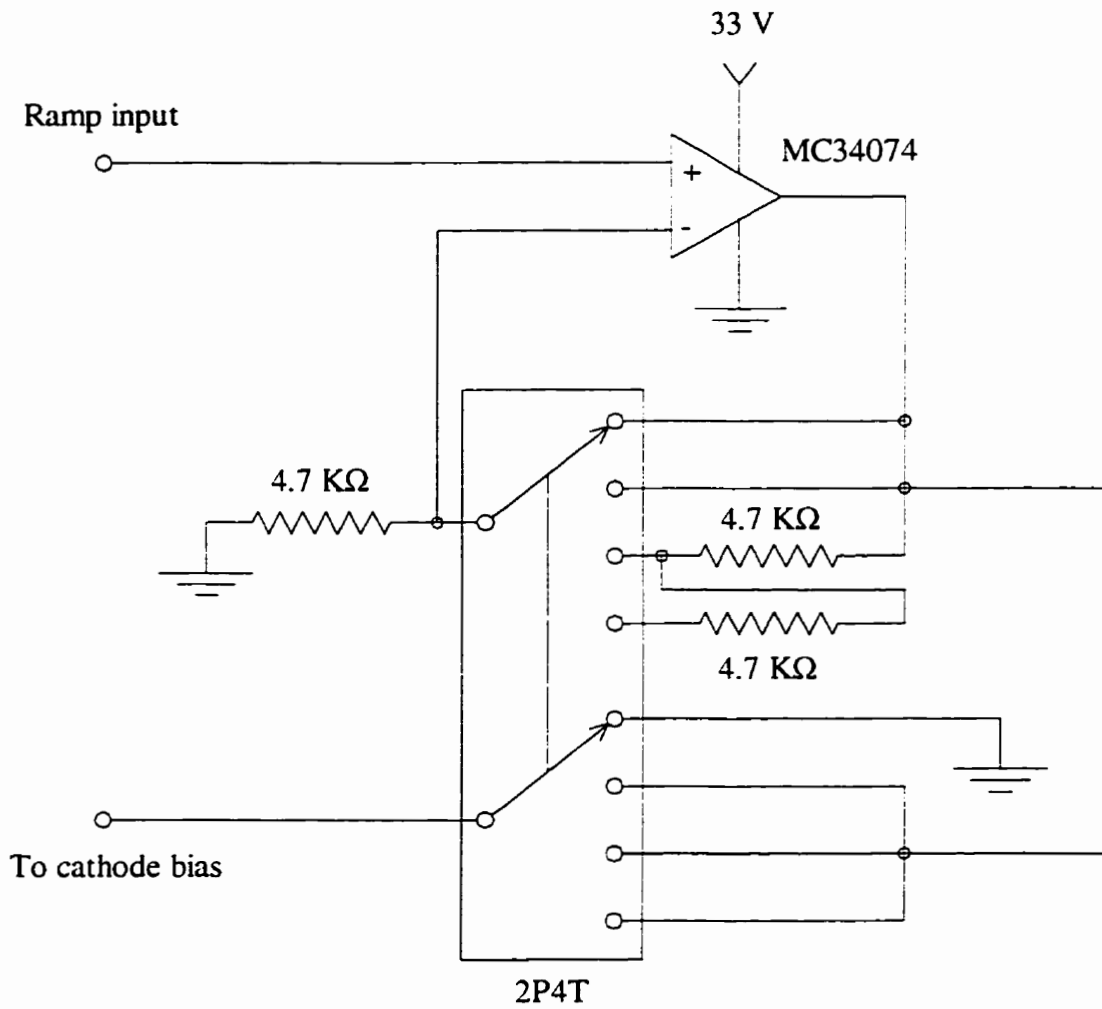 33 V
Ramp input
MC34074
+
-
4.7 KΩ
4.7 KΩ
4.7 KΩ
To cathode bias
2P4T